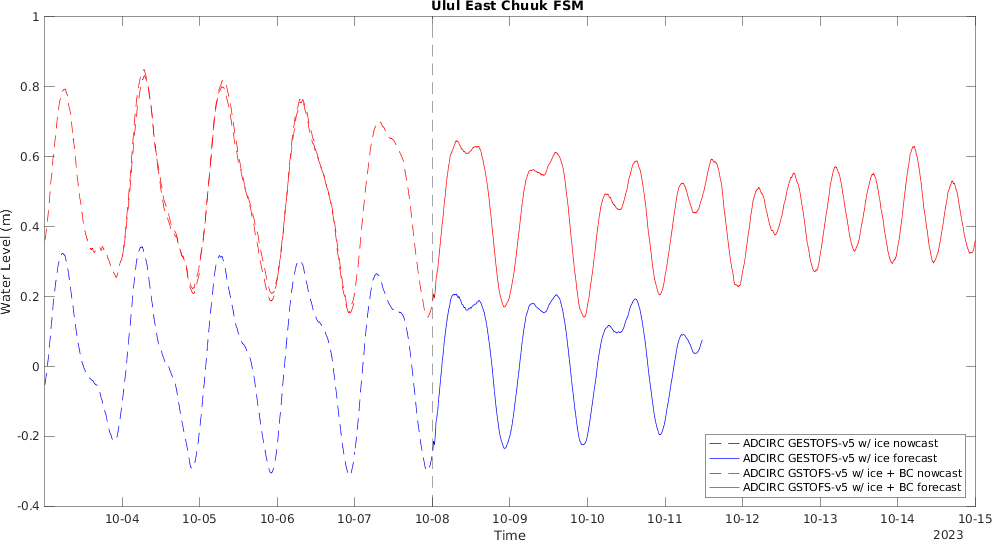 Ulul East Chuuk FSM
1
0.8
0.6
0.4
0.2
0
-0.2
-0.4
Water Level (m)
10-04 10-05 10-06 10-07 10-08 10-09 10-10 10-11 10-12 10-13 10-14 10-15
Time
2023
ADCIRC GESTOFS-v5 w/ ice nowcast
ADCIRC GESTOFS-v5 w/ ice forecast
ADCIRC GSTOFS-v5 w/ ice + BC nowcast
ADCIRC GSTOFS-v5 w/ ice + BC forecast